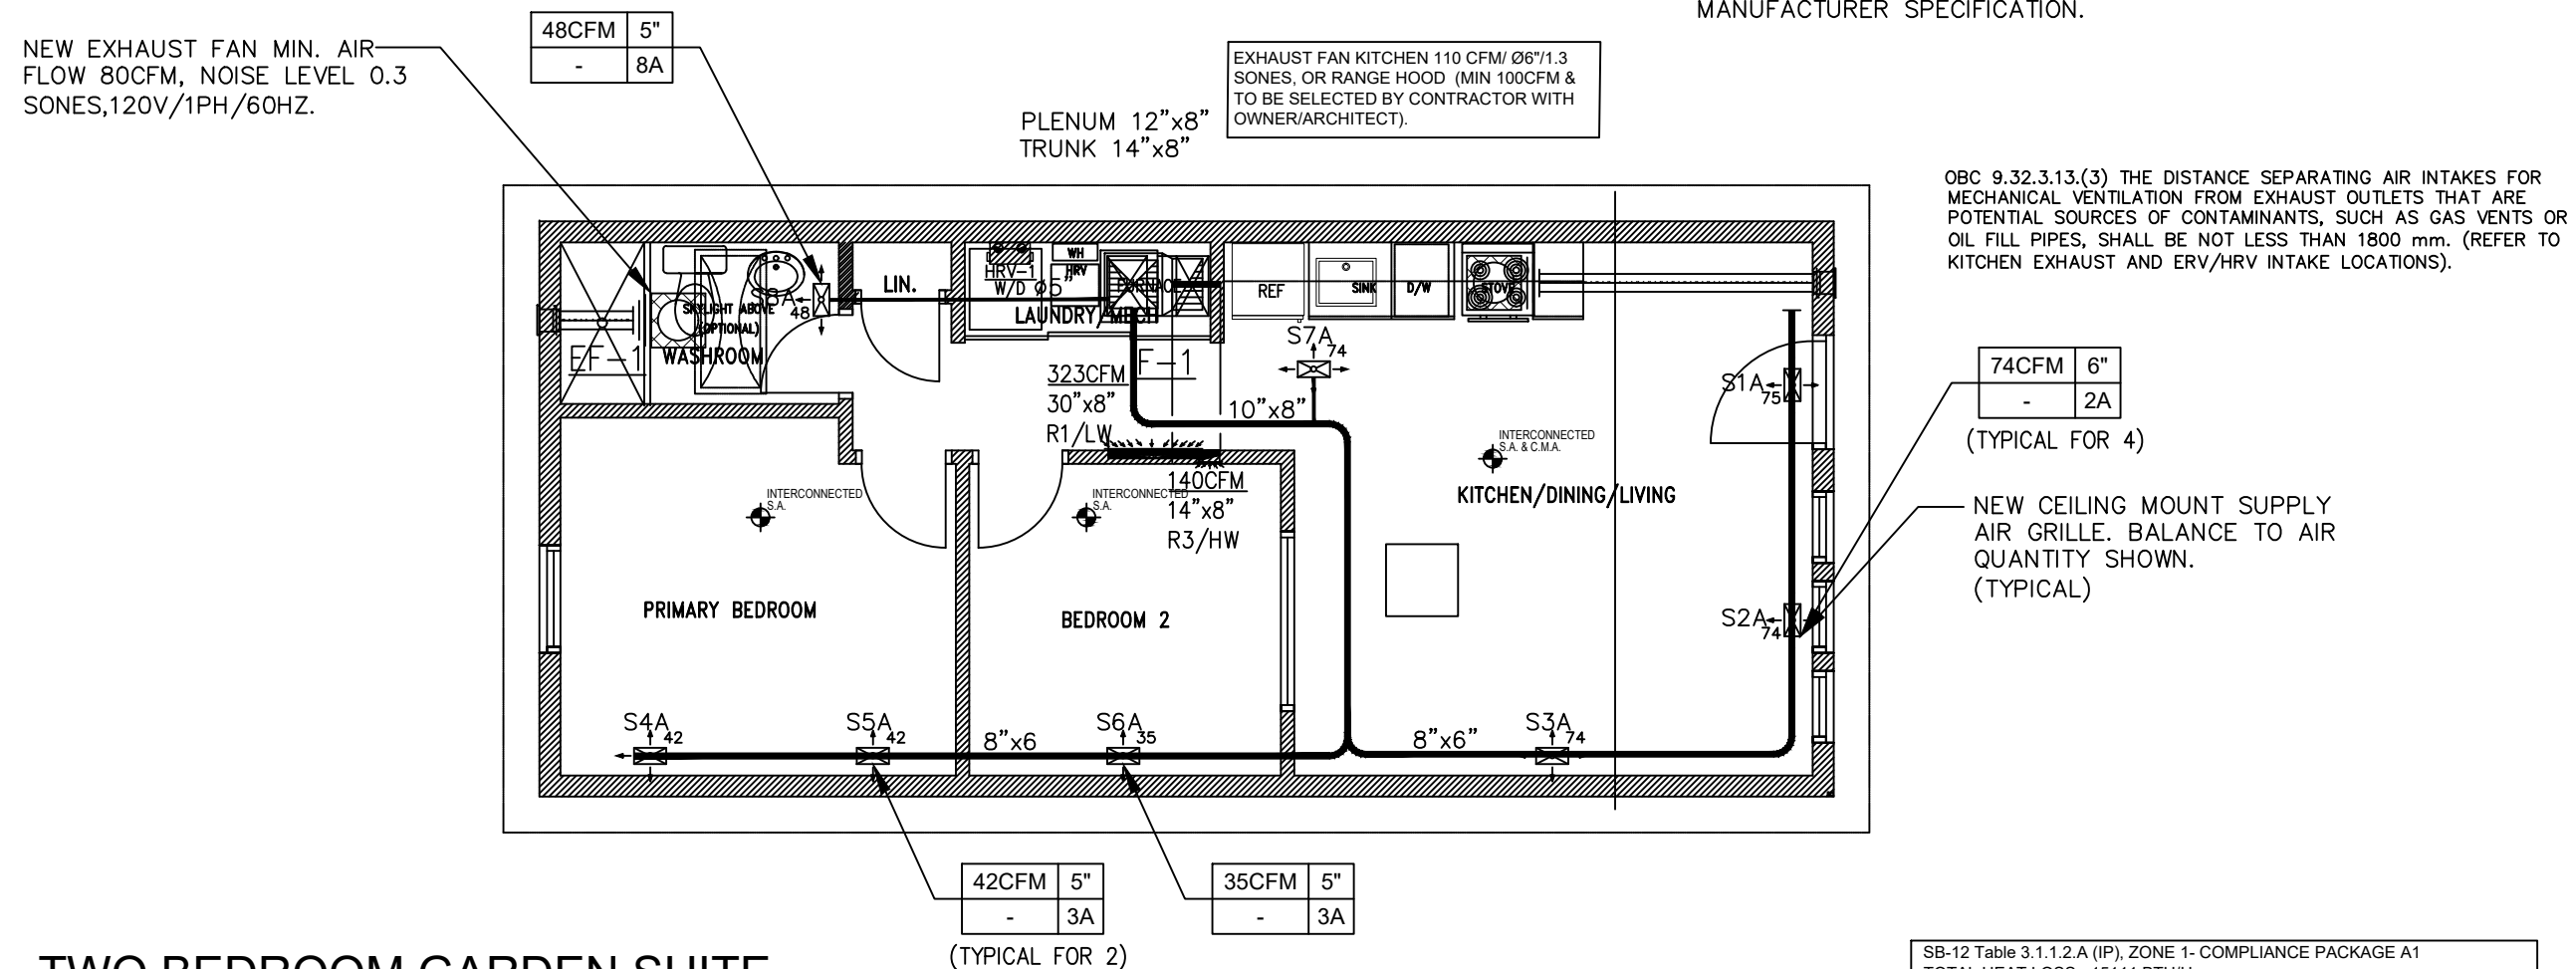 MANUFACTURER SPECIFICATION.
48CFM 5"
- 8A
NEW EXHAUST FAN MIN. AIR
FLOW 80CFM, NOISE LEVEL 0.3
SONES,120V/1PH/60HZ.
EXHAUST FAN KITCHEN 110 CFM/ Ø6"/1.3
SONES, OR RANGE HOOD (MIN 100CFM &
TO BE SELECTED BY CONTRACTOR WITH
OWNER/ARCHITECT).
PLENUM 12"x8"
TRUNK 14"x8"
OBC 9.32.3.13.(3) THE DISTANCE SEPARATING AIR INTAKES FOR
MECHANICAL VENTILATION FROM EXHAUST OUTLETS THAT ARE
POTENTIAL SOURCES OF CONTAMINANTS, SUCH AS GAS VENTS OR
OIL FILL PIPES, SHALL BE NOT LESS THAN 1800 mm. (REFER TO
KITCHEN EXHAUST AND ERV/HRV INTAKE LOCATIONS).
WH
HRV
HRV-1
W/D Ø5"
FURNACE
LAUNDRY/MECH
LIN.
S8A
48
SKYLIGHT ABOVE
(OPTIONAL)
WASHROOM
EF-1
REF
SINK
D/W
STOVE
S7A
74
F-1
323CFM
30"x8"
R1/LW
10"x8"
S1A
75
74CFM 6"
- 2A
(TYPICAL FOR 4)
INTERCONNECTED
S.A. & C.M.A.
KITCHEN/DINING/LIVING
140CFM
14"x8"
R3/HW
INTERCONNECTED
S.A.
INTERCONNECTED
S.A.
NEW CEILING MOUNT SUPPLY
AIR GRILLE. BALANCE TO AIR
QUANTITY SHOWN.
(TYPICAL)
PRIMARY BEDROOM
BEDROOM 2
S2A
74
S4A
42
S5A
42
8"x6
S6A
35
8"x6"
S3A
74
42CFM 5"
- 3A
(TYPICAL FOR 2)
35CFM 5"
- 3A
TWO BEDROOM GARDEN SUITE
SB-12 Table 3.1.1.2.A (IP), ZONE 1- COMPLIANCE PACKAGE A1